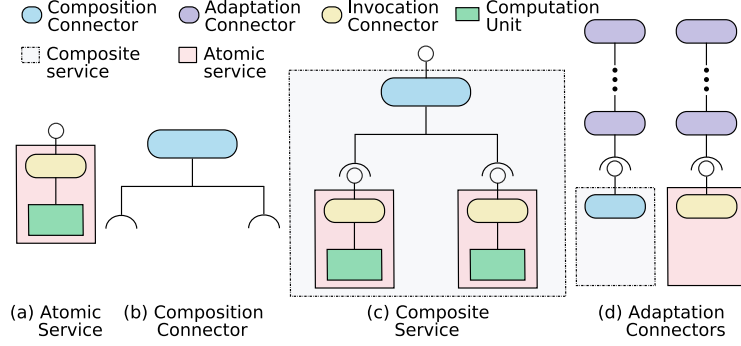 Composition Connector
Adaptation Connector
Invocation Connector
Computation Unit
Composite service
Atomic service
(a) Atomic Service
(b) Composition Connector
(c) Composite Service
(d) Adaptation Connectors